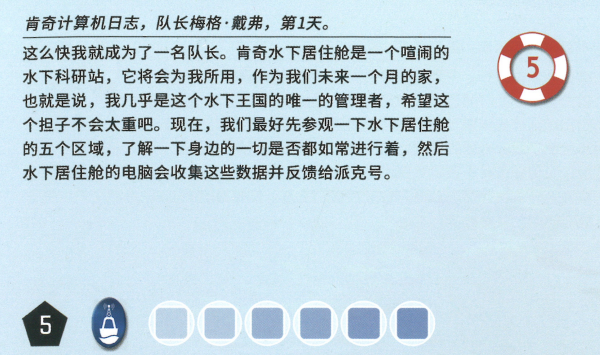 肯奇计算机日志，队长梅格·戴弗，第1天。
这么快我就成为了一名队长。肯奇水下居住舱是一个喧闹的
水下科研站，它将会为我所用，作为我们未来一个月的家，
也就是说，我几乎是这个水下王国的唯一的管理者，希望这
个担子不会太重吧。现在，我们最好先参观一下水下居住舱
的五个区域，了解一下身边的一切是否都如常进行着，然后
水下居住舱的电脑会收集这些数据并反馈给派克号。
5
5